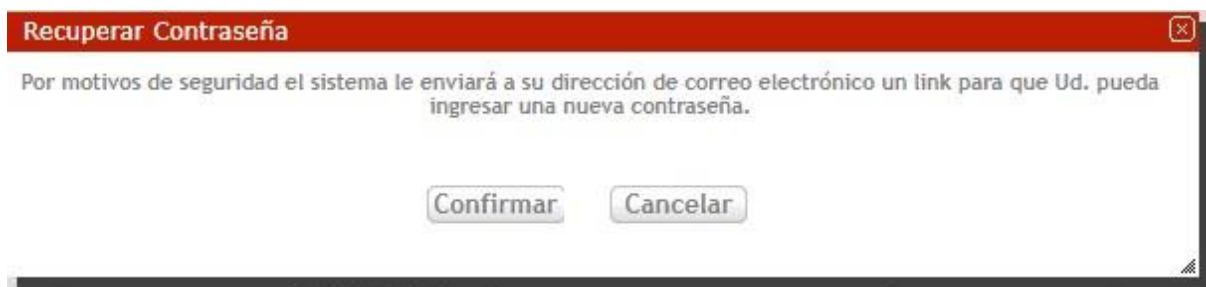 Recuperar Contraseña
Por motivos de seguridad el sistema le enviará a su dirección de correo electrónico un link para que Ud. pueda
ingresar una nueva contraseña.
Confirmar Cancelar